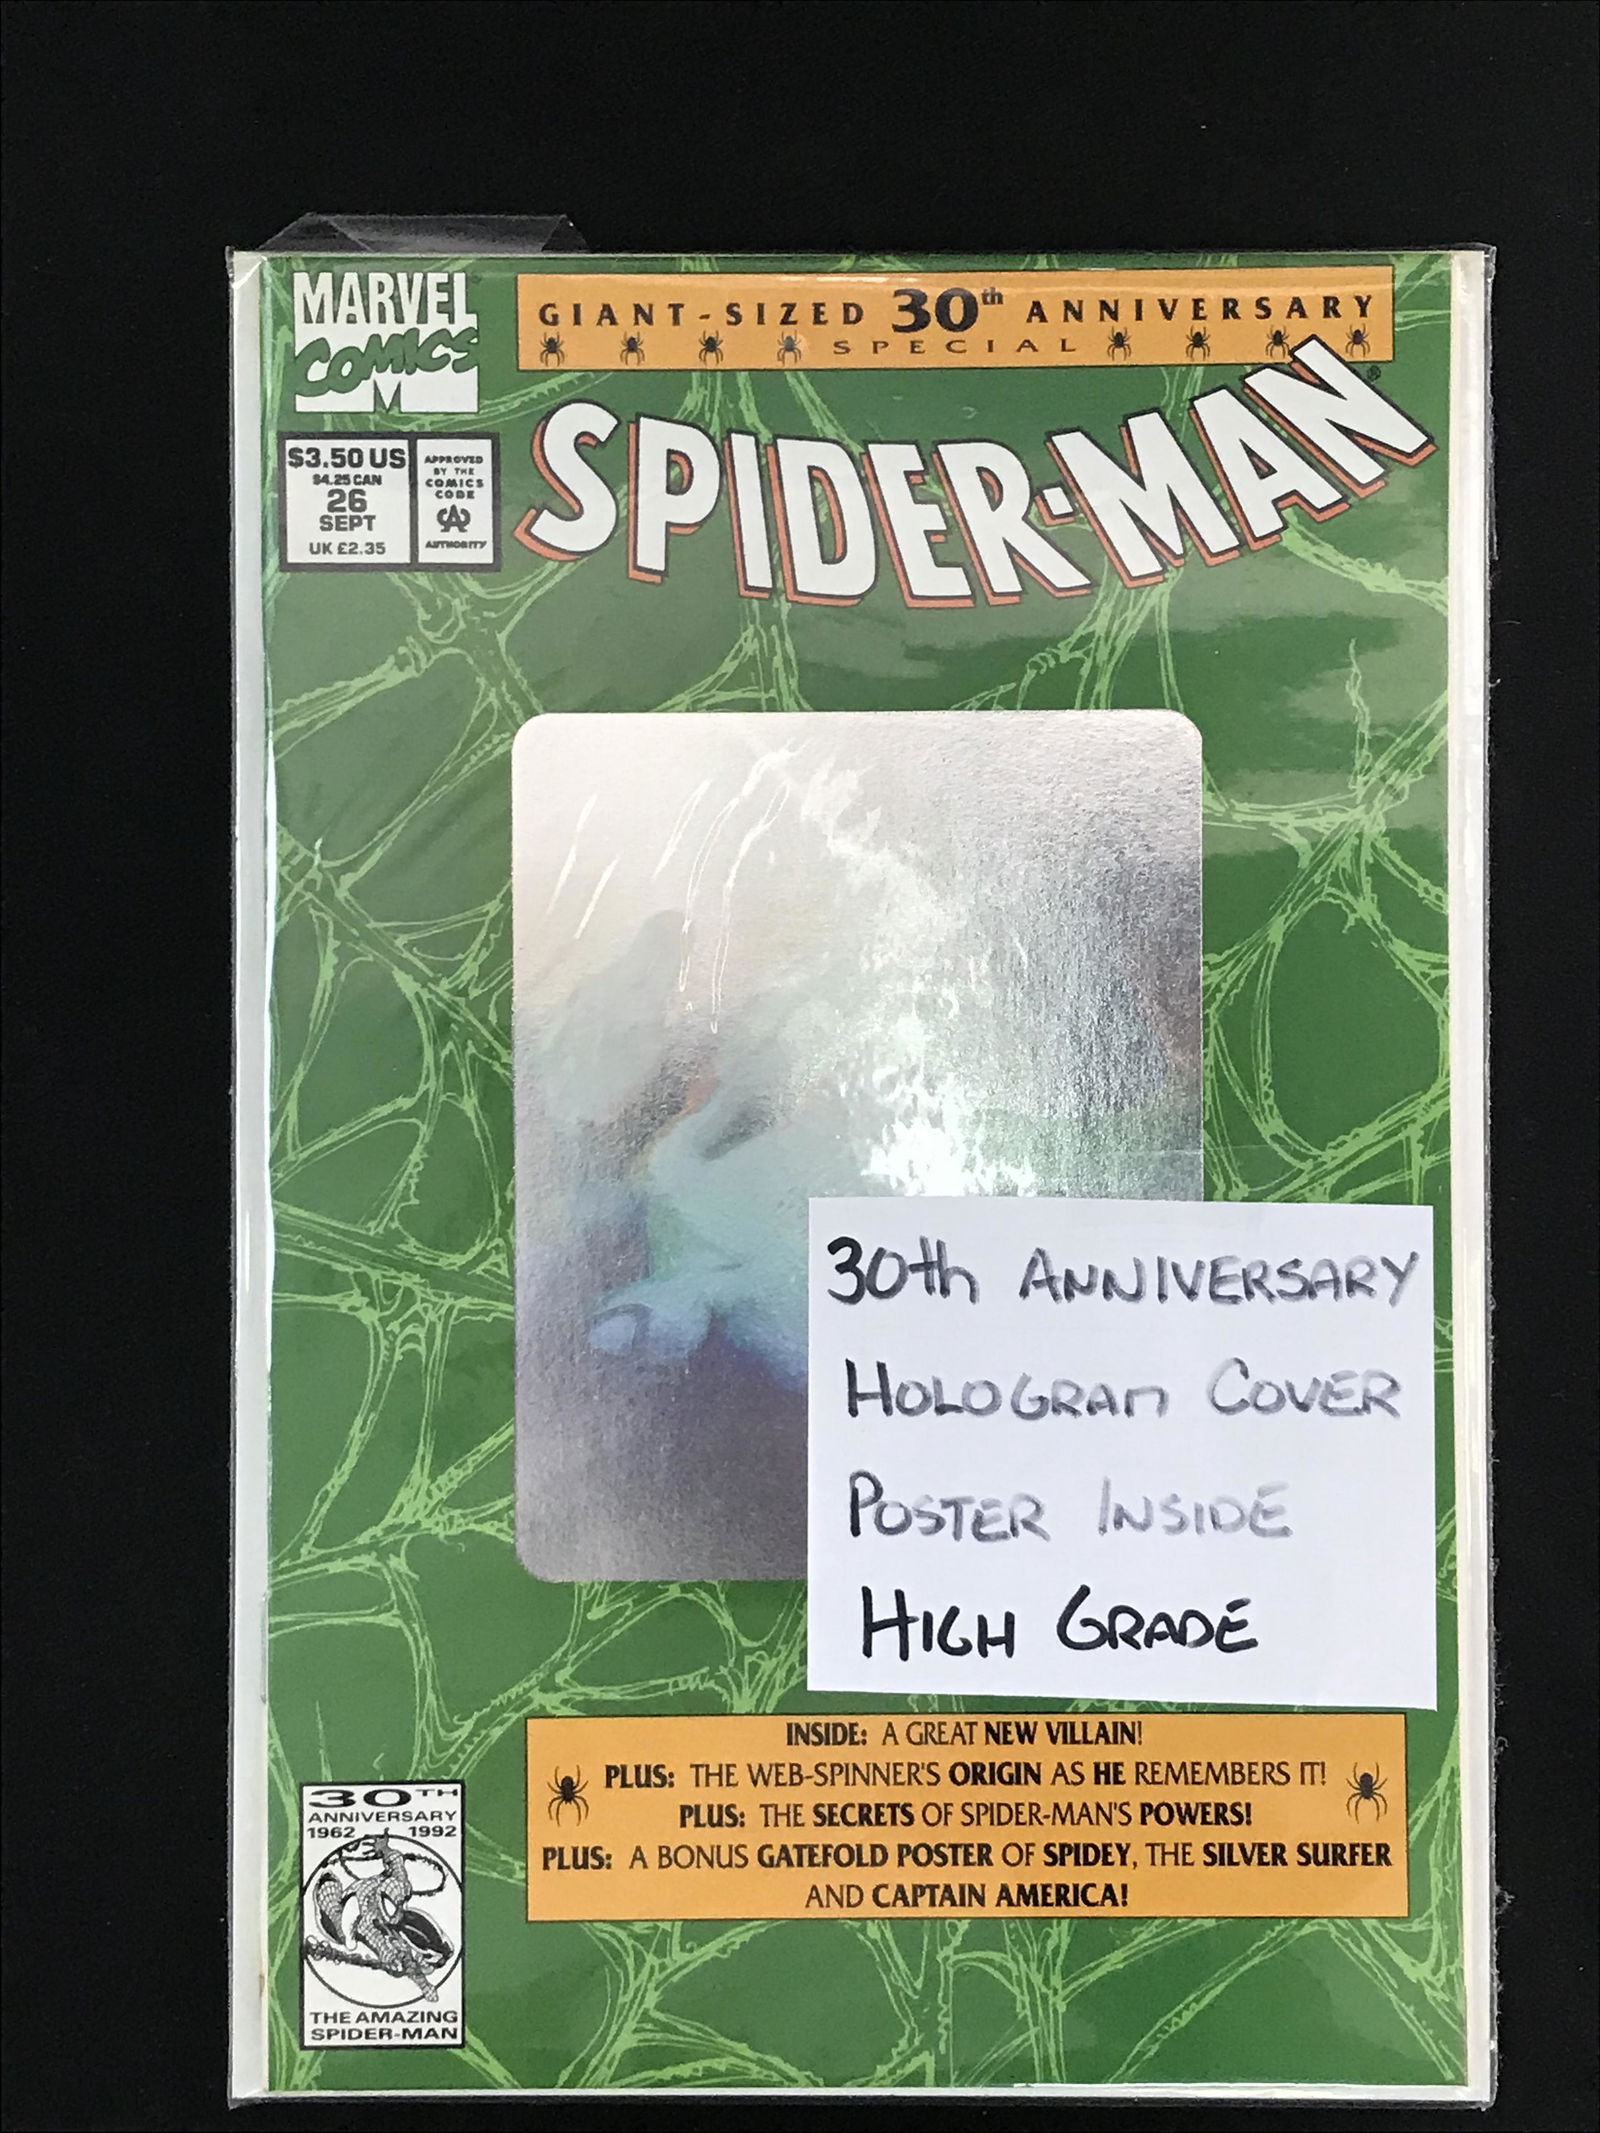 MARVEL
COMICS
M
GIANT-SIZED 30th ANNIVERSARY
SPECIAL
SPIDER-MAN®
$3.50 US
$4.25 CAN
26
SEPT
UK £2.35
APPROVED
BY THE
COMICS
CODE
CA
AUTHORITY
30th ANNIVERSARY
HOLOGRAM COVER
POSTER INSIDE
HIGH GRADE
INSIDE: A GREAT NEW VILLAIN!
PLUS: THE WEB-SPINNER'S ORIGIN AS HE REMEMBERS IT!
PLUS: THE SECRETS OF SPIDER-MAN'S POWERS!
PLUS: A BONUS GATEFOLD POSTER OF SPIDEY, THE SILVER SURFER
AND CAPTAIN AMERICA!
30TH
ANNIVERSARY
1962 1992
THE AMAZING
SPIDER-MAN